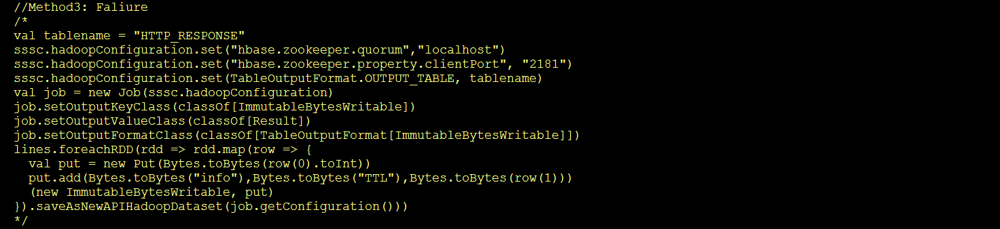 //Method3: Faliure
/*
val tablename = "HTTP_RESPONSE"
sssc.hadoopConfiguration.set("hbase.zookeeper.quorum","localhost")
sssc.hadoopConfiguration.set("hbase.zookeeper.property.clientPort", "2181")
sssc.hadoopConfiguration.set(TableOutputFormat.OUTPUT_TABLE, tablename)
val job = new Job(sssc.hadoopConfiguration)
job.setOutputKeyClass(classOf[ImmutableBytesWritable])
job.setOutputValueClass(classOf[Result])
job.setOutputFormatClass(classOf[TableOutputFormat[ImmutableBytesWritable]])
lines.foreachRDD(rdd => rdd.map(row => {
  val put = new Put(Bytes.toBytes(row(0).toInt))
  put.add(Bytes.toBytes("info"),Bytes.toBytes("TTL"),Bytes.toBytes(row(1)))
  (new ImmutableBytesWritable, put)
}).saveAsNewAPIHadoopDataset(job.getConfiguration()))
*/